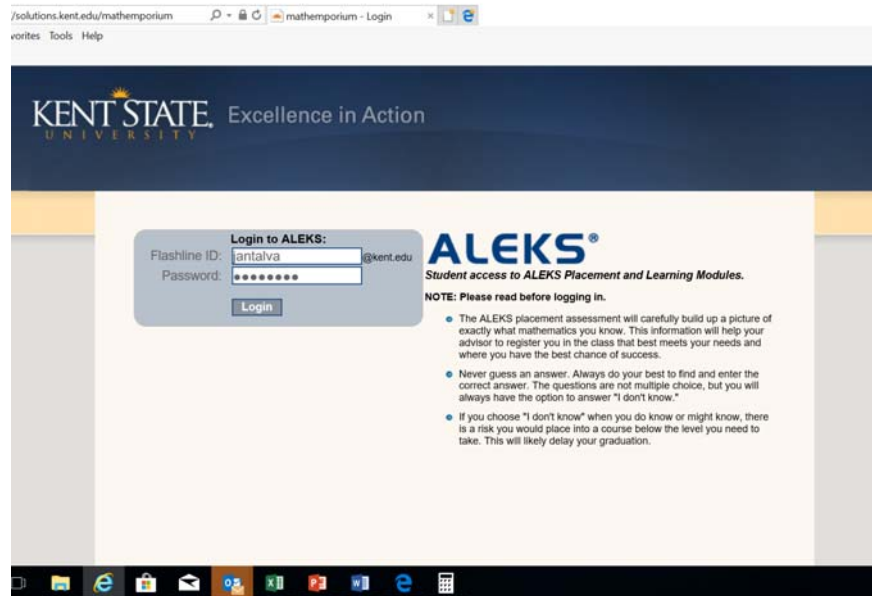 /solutions.kent.edu/mathemporium
mathemporium - Login
vorites Tools Help
KENT STATE
UNIVERSITY
Excellence in Action
Login to ALEKS:
Flashline ID: jantalva @kent.edu
Password:
Login
ALEKS®
Student access to ALEKS Placement and Learning Modules.
NOTE: Please read before logging in.
The ALEKS placement assessment will carefully build up a picture of
exactly what mathematics you know. This information will help your
advisor to register you in the class that best meets your needs and
where you have the best chance of success.
Never guess an answer. Always do your best to find and enter the
correct answer. The questions are not multiple choice, but you will
always have the option to answer "I don't know."
If you choose "I don't know" when you do know or might know, there
is a risk you would place into a course below the level you need to
take. This will likely delay your graduation.